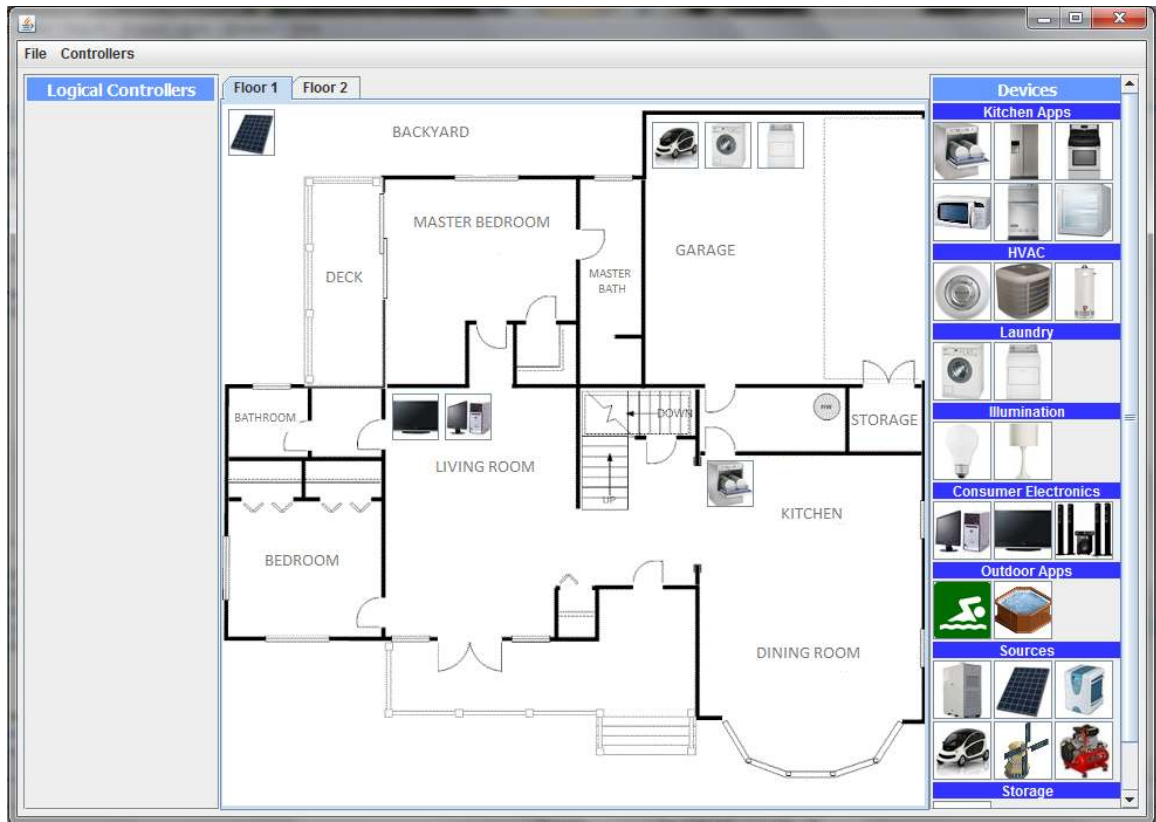 File Controllers
Logical Controllers
Floor 1 Floor 2
BACKYARD
MASTER BEDROOM
GARAGE
DECK
MASTER
BATH
BATHROOM
DOWN
HW
STORAGE
LIVING ROOM
UP
KITCHEN
BEDROOM
DINING ROOM
Devices
Kitchen Apps
HVAC
Laundry
Illumination
Consumer Electronics
Outdoor Apps
Sources
Storage